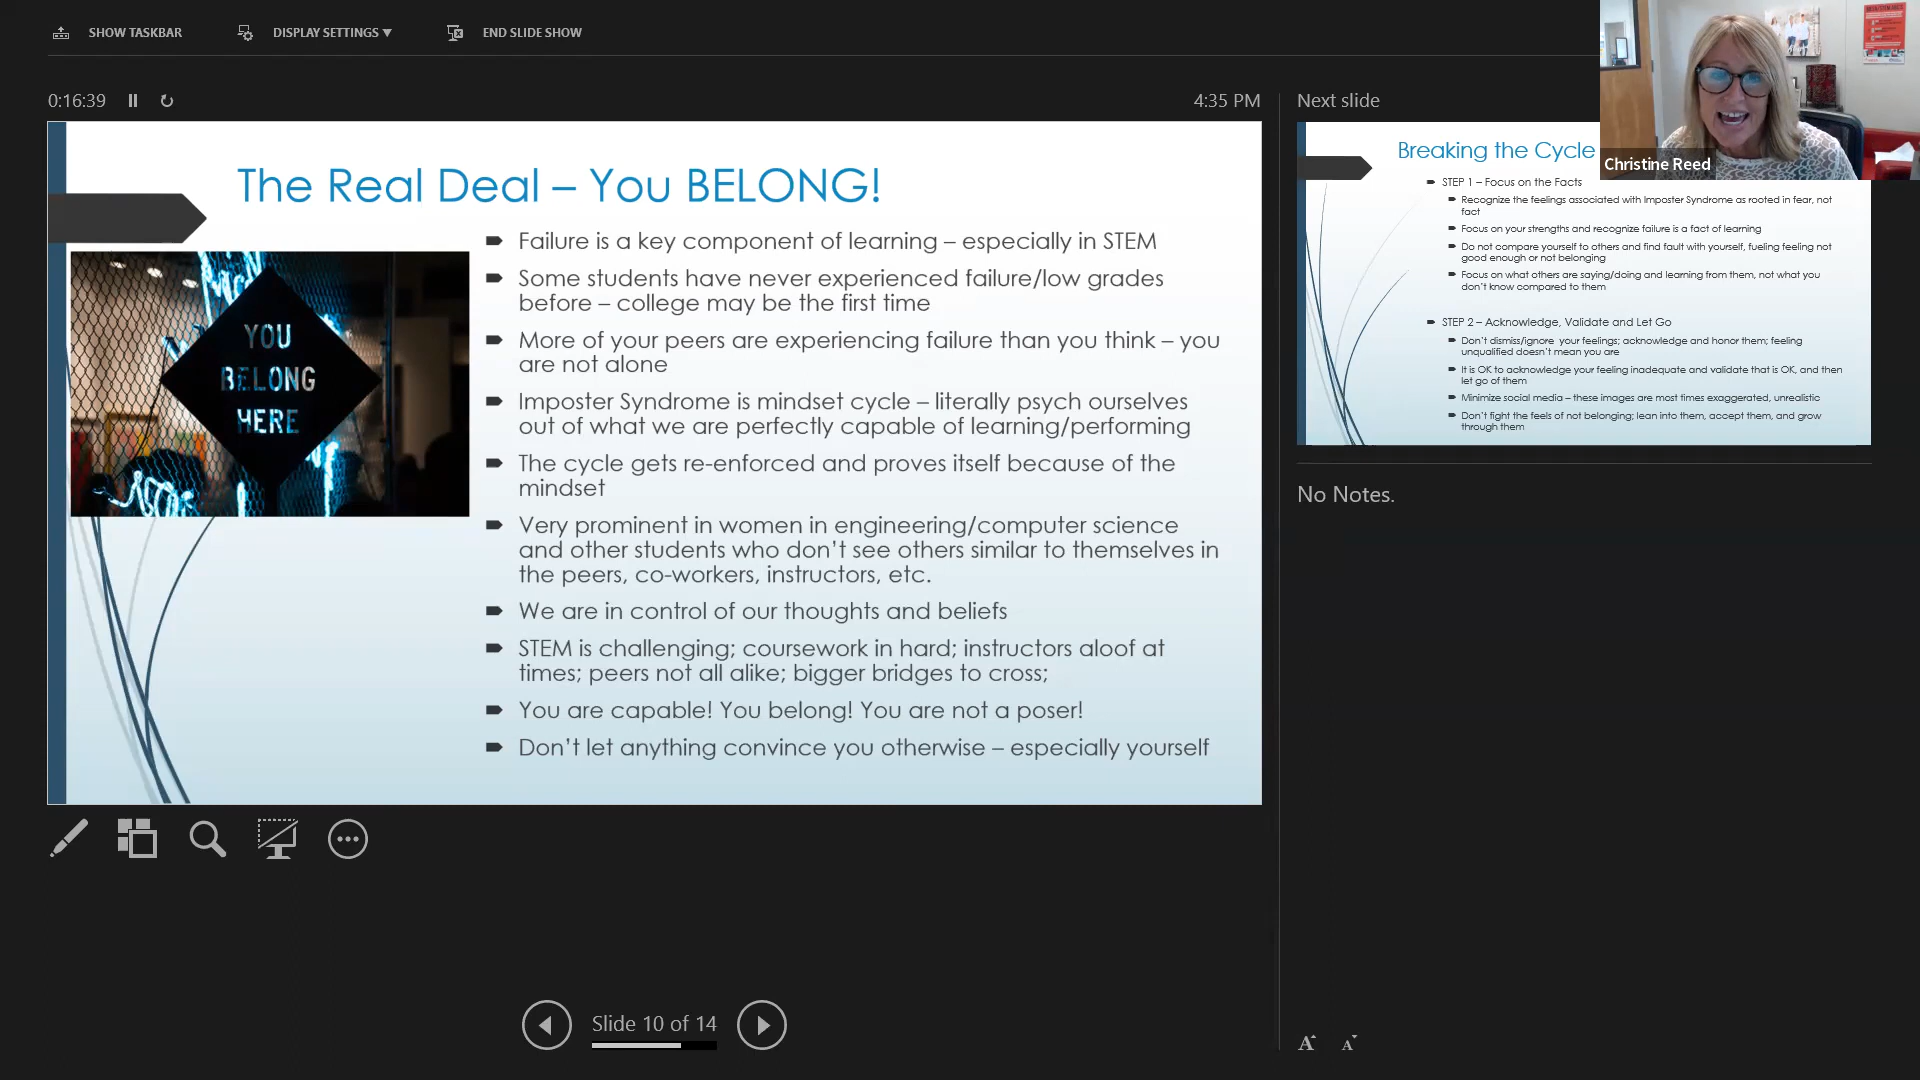 SHOW TASKBAR
DISPLAY SETTINGS ▼
END SLIDE SHOW
0:16:39
4:35 PM
Next slide
The Real Deal – You BELONG!
YOU
BELONG
HERE
Failure is a key component of learning – especially in STEM
Some students have never experienced failure/low grades
before – college may be the first time
More of your peers are experiencing failure than you think – you
are not alone
Imposter Syndrome is mindset cycle – literally psych ourselves
out of what we are perfectly capable of learning/performing
The cycle gets re-enforced and proves itself because of the
mindset
Very prominent in women in engineering/computer science
and other students who don't see others similar to themselves in
the peers, co-workers, instructors, etc.
We are in control of our thoughts and beliefs
STEM is challenging; coursework in hard; instructors aloof at
times; peers not all alike; bigger bridges to cross;
You are capable! You belong! You are not a poser!
Don't let anything convince you otherwise – especially yourself
Slide 10 of 14
Christine Reed
Breaking the Cycle
STEP 1 – Focus on the Facts
Recognize the feelings associated with Imposter Syndrome as rooted in fear, not
fact
Focus on your strengths and recognize failure is a fact of learning
Do not compare yourself to others and find fault with yourself, fueling feeling not
good enough or not belonging
Focus on what others are saying/doing and learning from them, not what you
don't know compared to them
STEP 2 – Acknowledge, Validate and Let Go
Don't dismiss/ignore your feelings; acknowledge and honor them; feeling
unqualified doesn't mean you are
It is OK to acknowledge your feeling inadequate and validate that is OK, and then
let go of them
Minimize social media – these images are most times exaggerated, unrealistic
Don't fight the feels of not belonging; lean into them, accept them, and grow
through them
No Notes.
A A